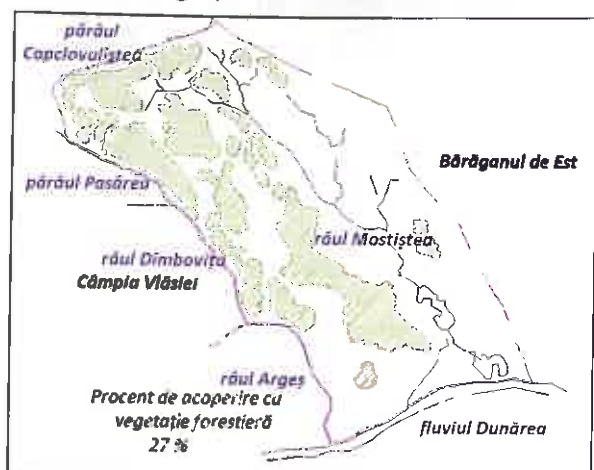 pârâul
Capclovuliștea
Bărăganul de Est
pârâul Pasărea
râul Mostiștea
râul Dîmbovița
Câmpia Vlăsiei
râul Argeș
Procent de acoperire cu
vegetație forestieră
27 %
fluviul Dunărea